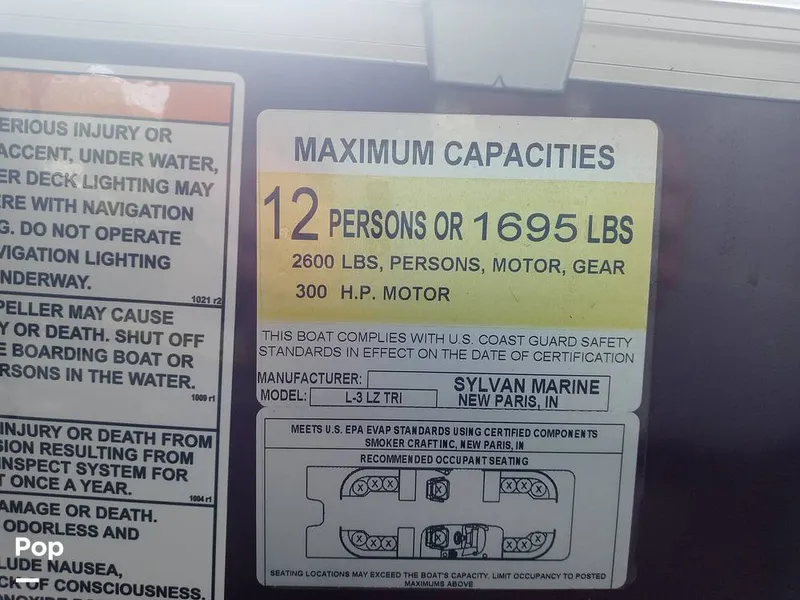 ERIOUS INJURY OR
ACCENT, UNDER WATER,
ER DECK LIGHTING MAY
ERE WITH NAVIGATION
G. DO NOT OPERATE
VIGATION LIGHTING
NDERWAY.
1021 r2
PELLER MAY CAUSE
Y OR DEATH. SHUT OFF
E BOARDING BOAT OR
RSONS IN THE WATER.
1009 r1
INJURY OR DEATH FROM
SION RESULTING FROM
INSPECT SYSTEM FOR
T ONCE A YEAR.
1004 r1
AMAGE OR DEATH.
ODORLESS AND
LUDE NAUSEA,
CK OF CONSCIOUSNESS,
MAXIMUM CAPACITIES
12 PERSONS OR 1695 LBS
2600 LBS, PERSONS, MOTOR, GEAR
300 H.P. MOTOR
THIS BOAT COMPLIES WITH U.S. COAST GUARD SAFETY
STANDARDS IN EFFECT ON THE DATE OF CERTIFICATION
MANUFACTURER: SYLVAN MARINE
MODEL: L-3 LZ TRI NEW PARIS, IN
MEETS U.S. EPA EVAP STANDARDS USING CERTIFIED COMPONENTS
SMOKER CRAFT INC, NEW PARIS, IN
RECOMMENDED OCCUPANT SEATING
SEATING LOCATIONS MAY EXCEED THE BOAT'S CAPACITY. LIMIT OCCUPANCY TO POSTED
MAXIMUMS ABOVE
Pop